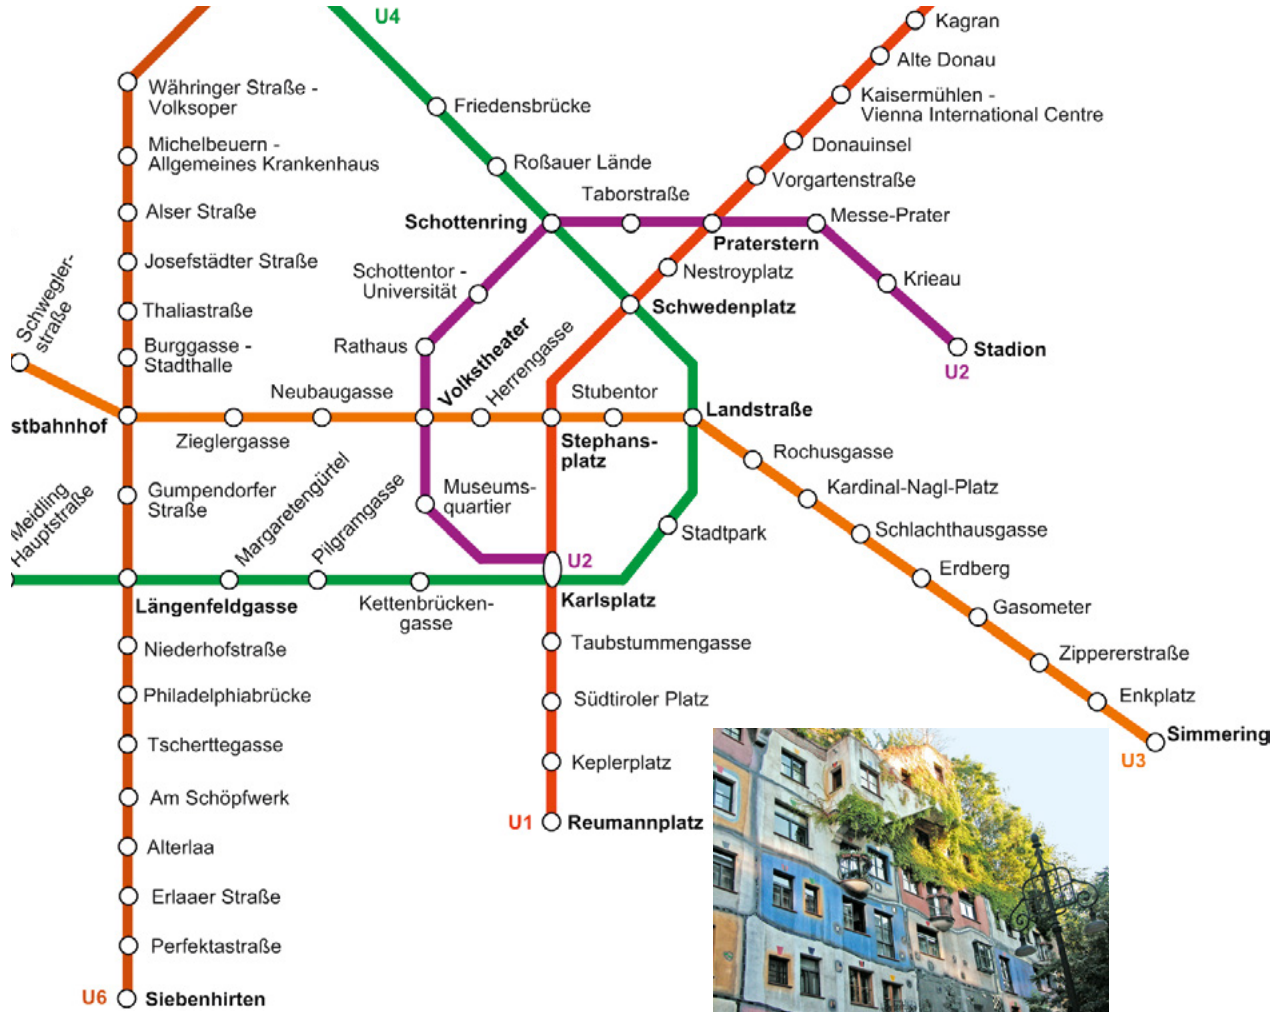 U4
Kagran
Alte Donau
Kaisermühlen -
Vienna International Centre
Donauinsel
Vorgartenstraße
Währinger Straße -
Volksoper
Friedensbrücke
Michelbeuern -
Allgemeines Krankenhaus
Roßauer Lände
Taborstraße
Alser Straße
Schottenring
Messe-Prater
Praterstern
Josefstädter Straße
Schottentor -
Universität
Nestroyplatz
Krieau
Schwegler-
straße
Thaliastraße
Schwedenplatz
Burggasse -
Stadthalle
Rathaus
Volkstheater
Herrengasse
Stadion
U2
Neubaugasse
Stubentor
Landstraße
stbahnhof
Zieglergasse
Stephans-
platz
Rochusgasse
Kardinal-Nagl-Platz
Meidling
Hauptstraße
Gumpendorfer
Straße
Margaretengürtel
Pilgramgasse
Museums-
quartier
Stadtpark
Schlachthausgasse
U2
Erdberg
Längenfeldgasse
Kettenbrücken-
gasse
Karlsplatz
Gasometer
Niederhofstraße
Taubstummengasse
Zippererstraße
Philadelphiabrücke
Südtiroler Platz
Enkplatz
Tscherttegasse
Keplerplatz
Simmering
U3
Am Schöpfwerk
U1
Reumannplatz
Alterlaa
Erlaaer Straße
Perfektastraße
U6
Siebenhirten